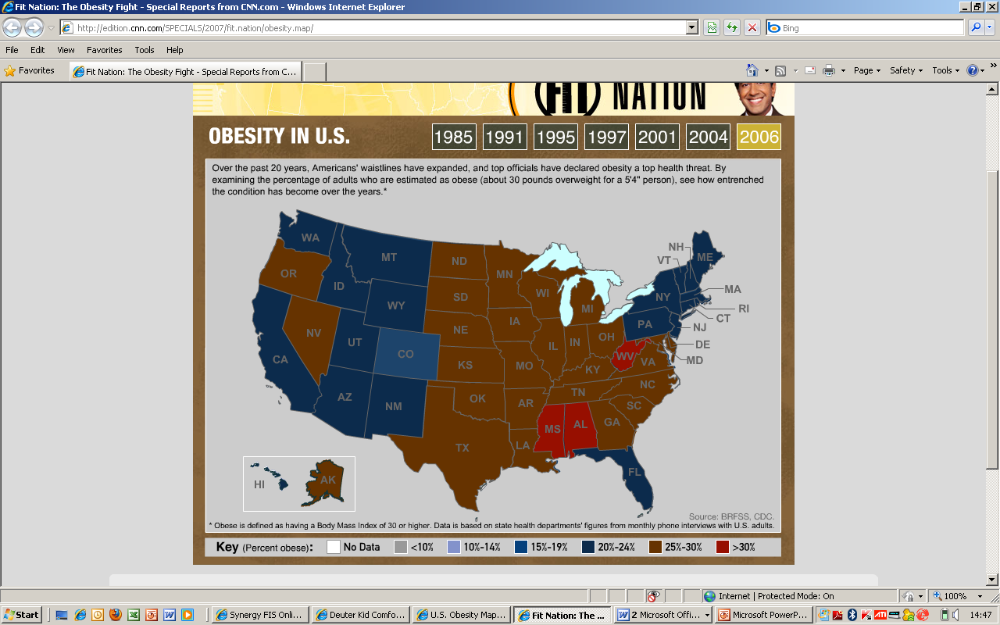 Fit Nation: The Obesity Fight - Special Reports from CNN.com - Windows Internet Explorer
http://edition.cnn.com/SPECIALS/2007/fit.nation/obesity.map/
Bing
File Edit View Favorites Tools Help
Favorites
Fit Nation: The Obesity Fight - Special Reports from C...
Page Safety Tools
FIT NATION
OBESITY IN U.S.
1985 1991 1995 1997 2001 2004 2006
Over the past 20 years, Americans' waistlines have expanded, and top officials have declared obesity a top health threat. By
examining the percentage of adults who are estimated as obese (about 30 pounds overweight for a 5'4" person), see how entrenched
the condition has become over the years.*
WA
MT
ND
MN
NH
VT
ME
OR
ID
WY
SD
WI
MI
NY
MA
RI
CT
NV
UT
CO
NE
IA
IL
IN
OH
PA
NJ
DE
MD
CA
KS
MO
KY
WV
VA
AZ
NM
OK
AR
TN
NC
SC
TX
LA
MS
AL
GA
FL
HI
AK
Source: BRFSS, CDC.
* Obese is defined as having a Body Mass Index of 30 or higher. Data is based on state health departments' figures from monthly phone interviews with U.S. adults.
Key (Percent obese): No Data <10% 10%-14% 15%-19% 20%-24% 25%-30% >30%
Internet | Protected Mode: On
100%
Start
Synergy FIS Onli...
Deuter Kid Comfo...
U.S. Obesity Map...
Fit Nation: The ...
2 Microsoft Offi...
Microsoft PowerP...
14:47